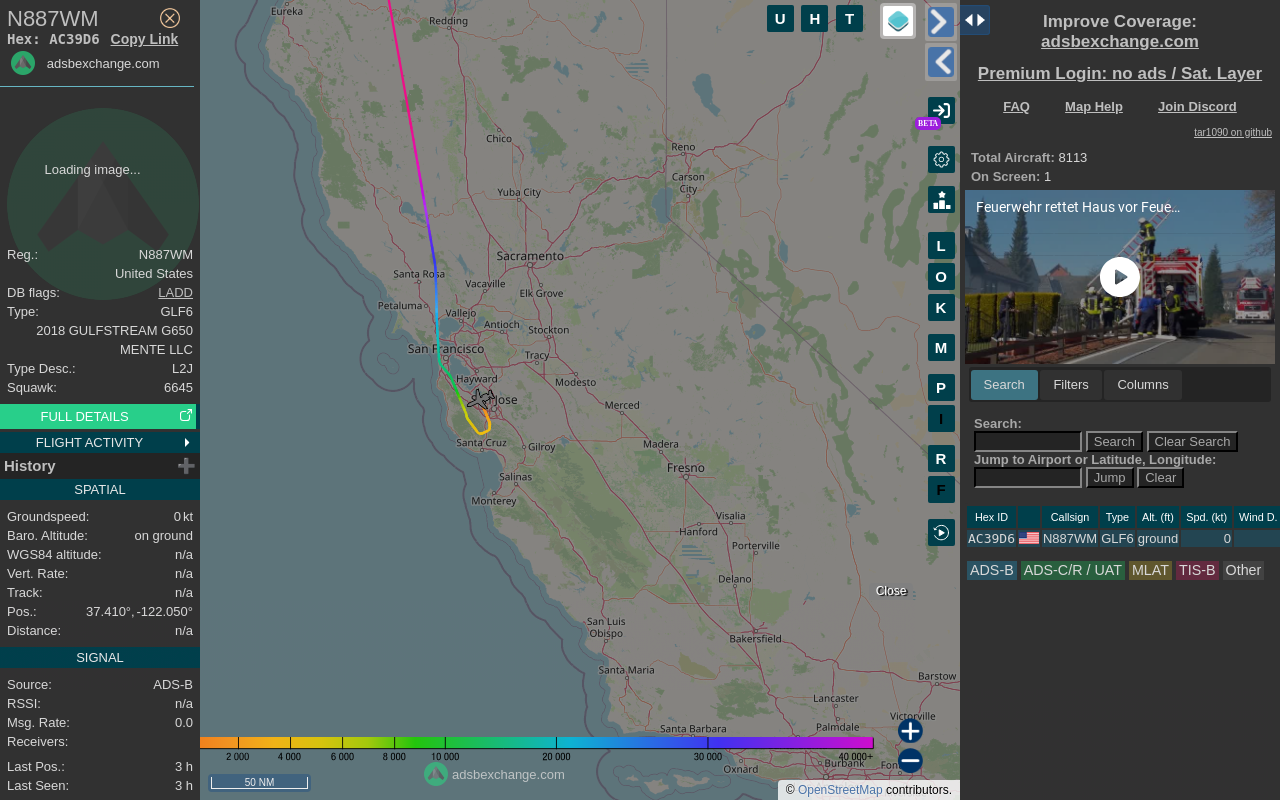 N887WM
Hex: AC39D6 Copy Link
adsbexchange.com
Loading image...
Reg.: N887WM
United States
DB flags: LADD
Type: GLF6
2018 GULFSTREAM G650
MENTE LLC
Type Desc.: L2J
Squawk: 6645
FULL DETAILS
FLIGHT ACTIVITY
History
SPATIAL
Groundspeed: 0 kt
Baro. Altitude: on ground
WGS84 altitude: n/a
Vert. Rate: n/a
Track: n/a
Pos.: 37.410°, -122.050°
Distance: n/a
SIGNAL
Source: ADS-B
RSSI: n/a
Msg. Rate: 0.0
Receivers:
Last Pos.: 3 h
Last Seen: 3 h
Eureka
Redding
Chico
Reno
Carson
City
Yuba City
Sacramento
Santa Rosa
Vacaville
Elk Grove
Petaluma
Vallejo
Antioch
Stockton
San Francisco
Tracy
Hayward
Modesto
Jose
Merced
Santa Cruz
Gilroy
Madera
Salinas
Fresno
Monterey
Visalia
Hanford
Porterville
Delano
San Luis
Obispo
Bakersfield
Santa Maria
Barstow
Lancaster
Victorville
Palmdale
Santa Barbara
Oxnard
Burbank
Font
U H T
BETA
L
O
K
M
P
I
R
F
Close
2 000 4 000 6 000 8 000 10 000 20 000 30 000 40 000+
50 NM
adsbexchange.com
© OpenStreetMap contributors.
Improve Coverage:
adsbexchange.com
Premium Login: no ads / Sat. Layer
FAQ Map Help Join Discord
tar1090 on github
Total Aircraft: 8113
On Screen: 1
Feuerwehr rettet Haus vor Feue...
Search Filters Columns
Search:
Search Clear Search
Jump to Airport or Latitude, Longitude:
Jump Clear
Hex ID Callsign Type Alt. (ft) Spd. (kt) Wind D.
AC39D6 N887WM GLF6 ground 0
ADS-B ADS-C/R / UAT MLAT TIS-B Other